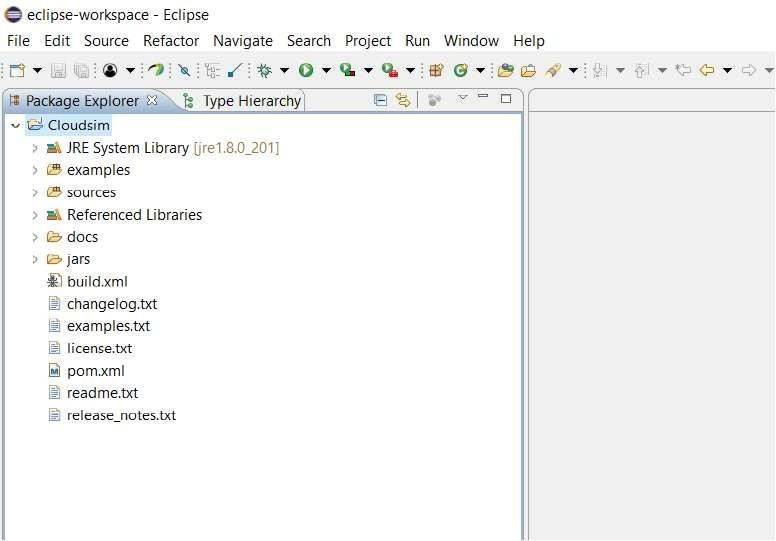 eclipse-workspace - Eclipse
File Edit Source Refactor Navigate Search Project Run Window Help
Package Explorer Type Hierarchy
Cloudsim
JRE System Library [jre1.8.0_201]
examples
sources
Referenced Libraries
docs
jars
build.xml
changelog.txt
examples.txt
license.txt
pom.xml
readme.txt
release_notes.txt